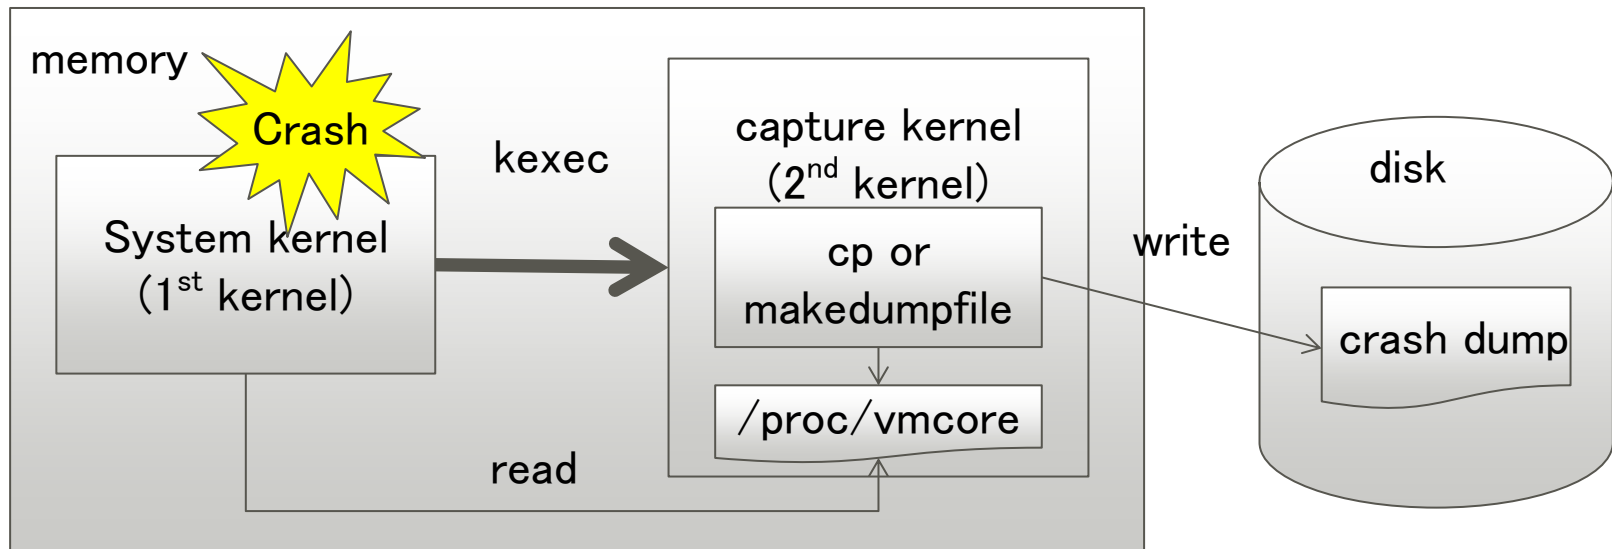 memory
Crash
System kernel
(1st kernel)
kexec
read
capture kernel
(2nd kernel)
cp or
makedumpfile
/proc/vmcore
write
disk
crash dump